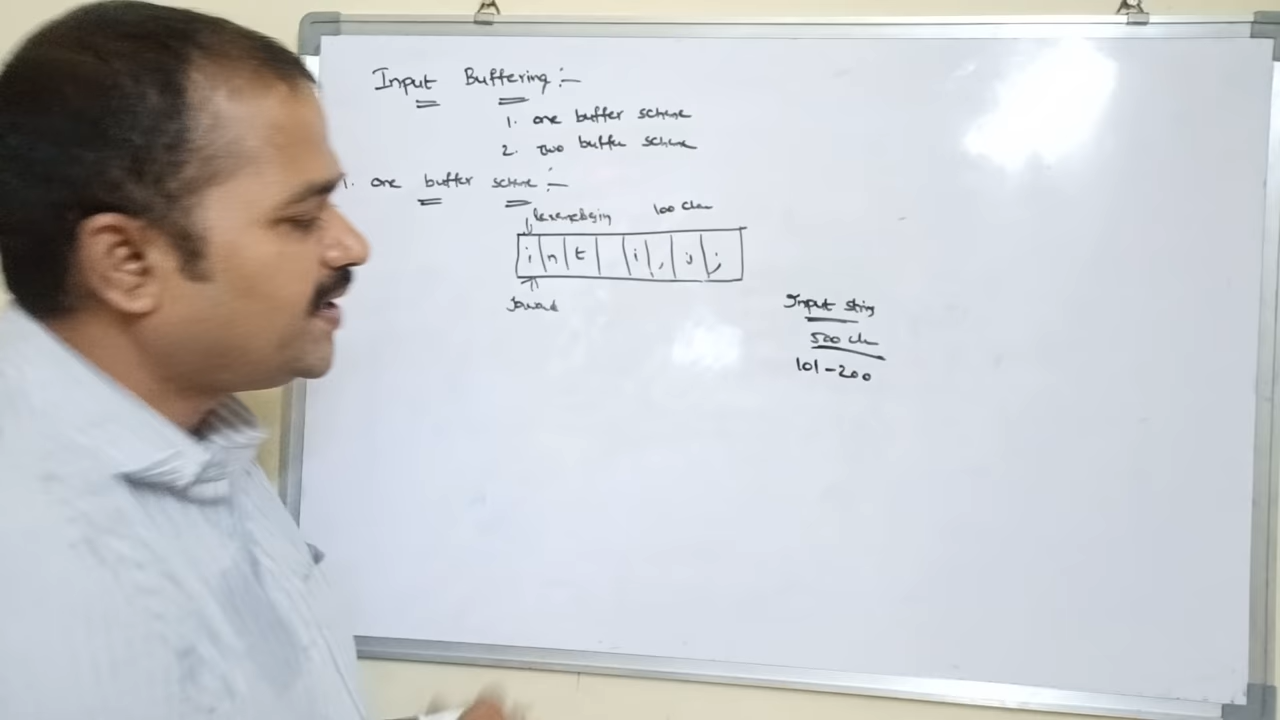 Input Buffering :-
1. one buffer scheme
2. two buffer scheme
1. one buffer scheme :-
lexemebegin 100 char
i n t i , j ;
forward
Input string
500 char
101-200